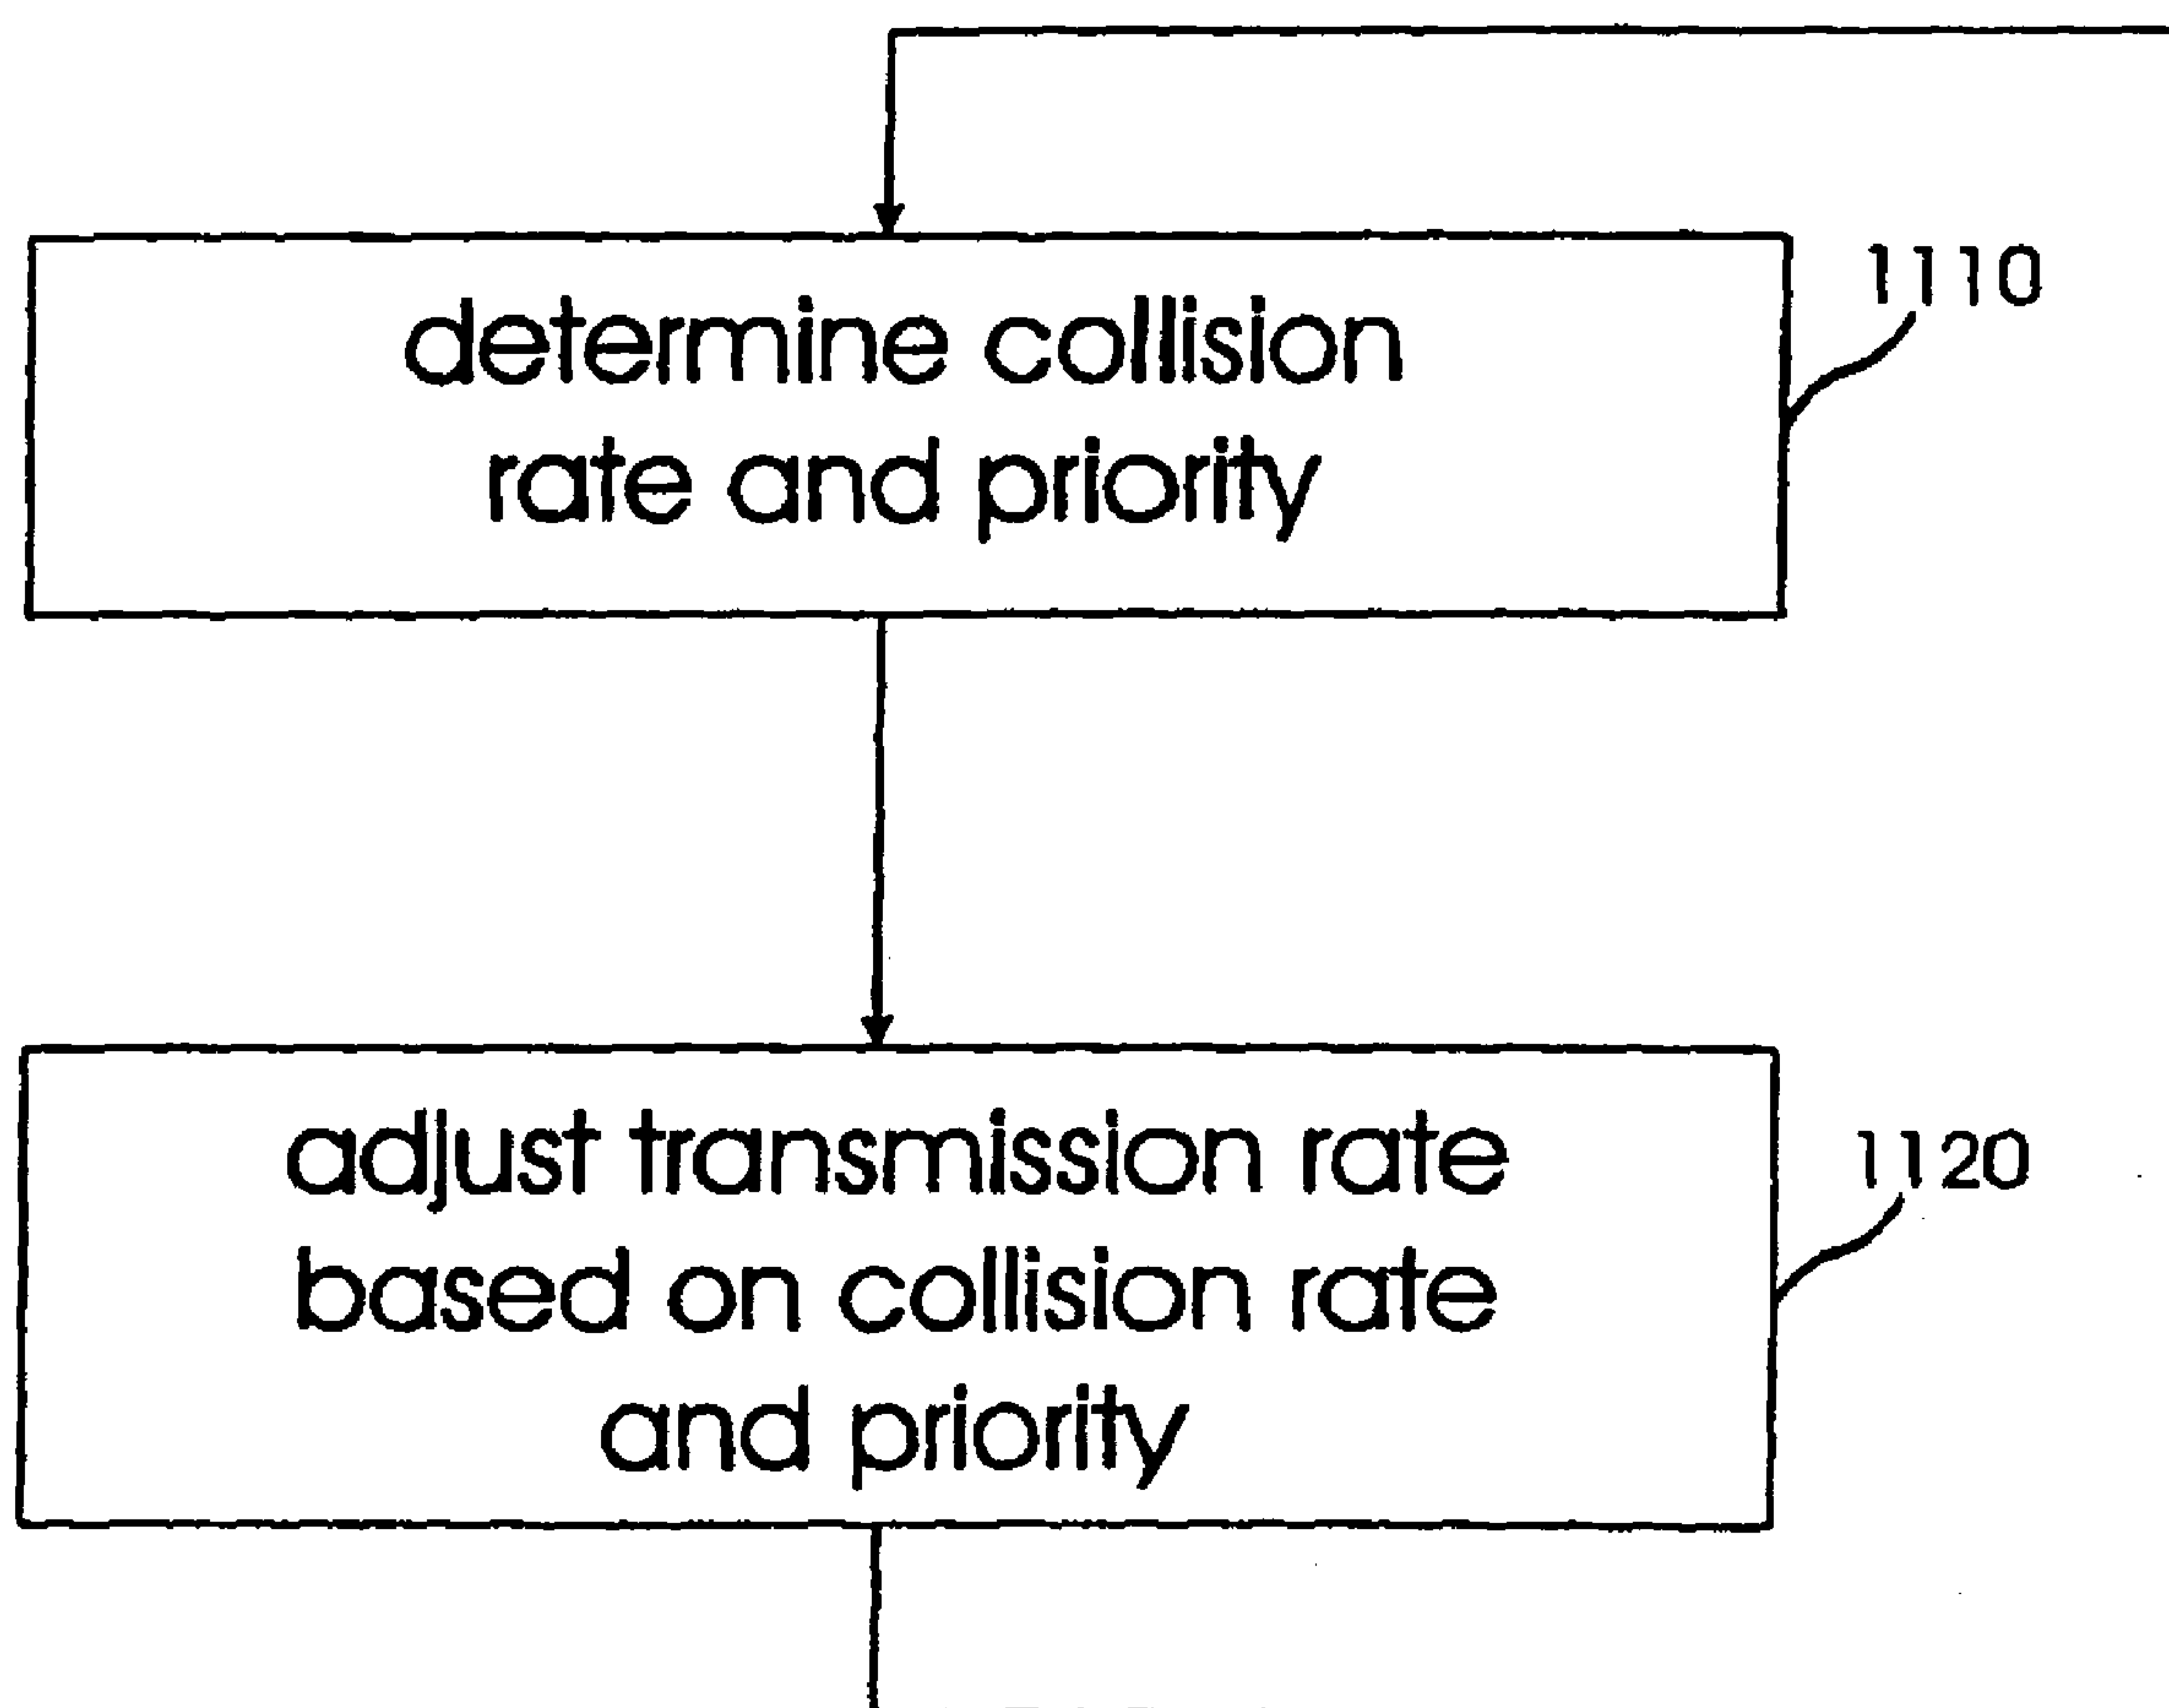 determine collision
rate and priority
1110
adjust transmission rate
based on collision rate
and priority
1120